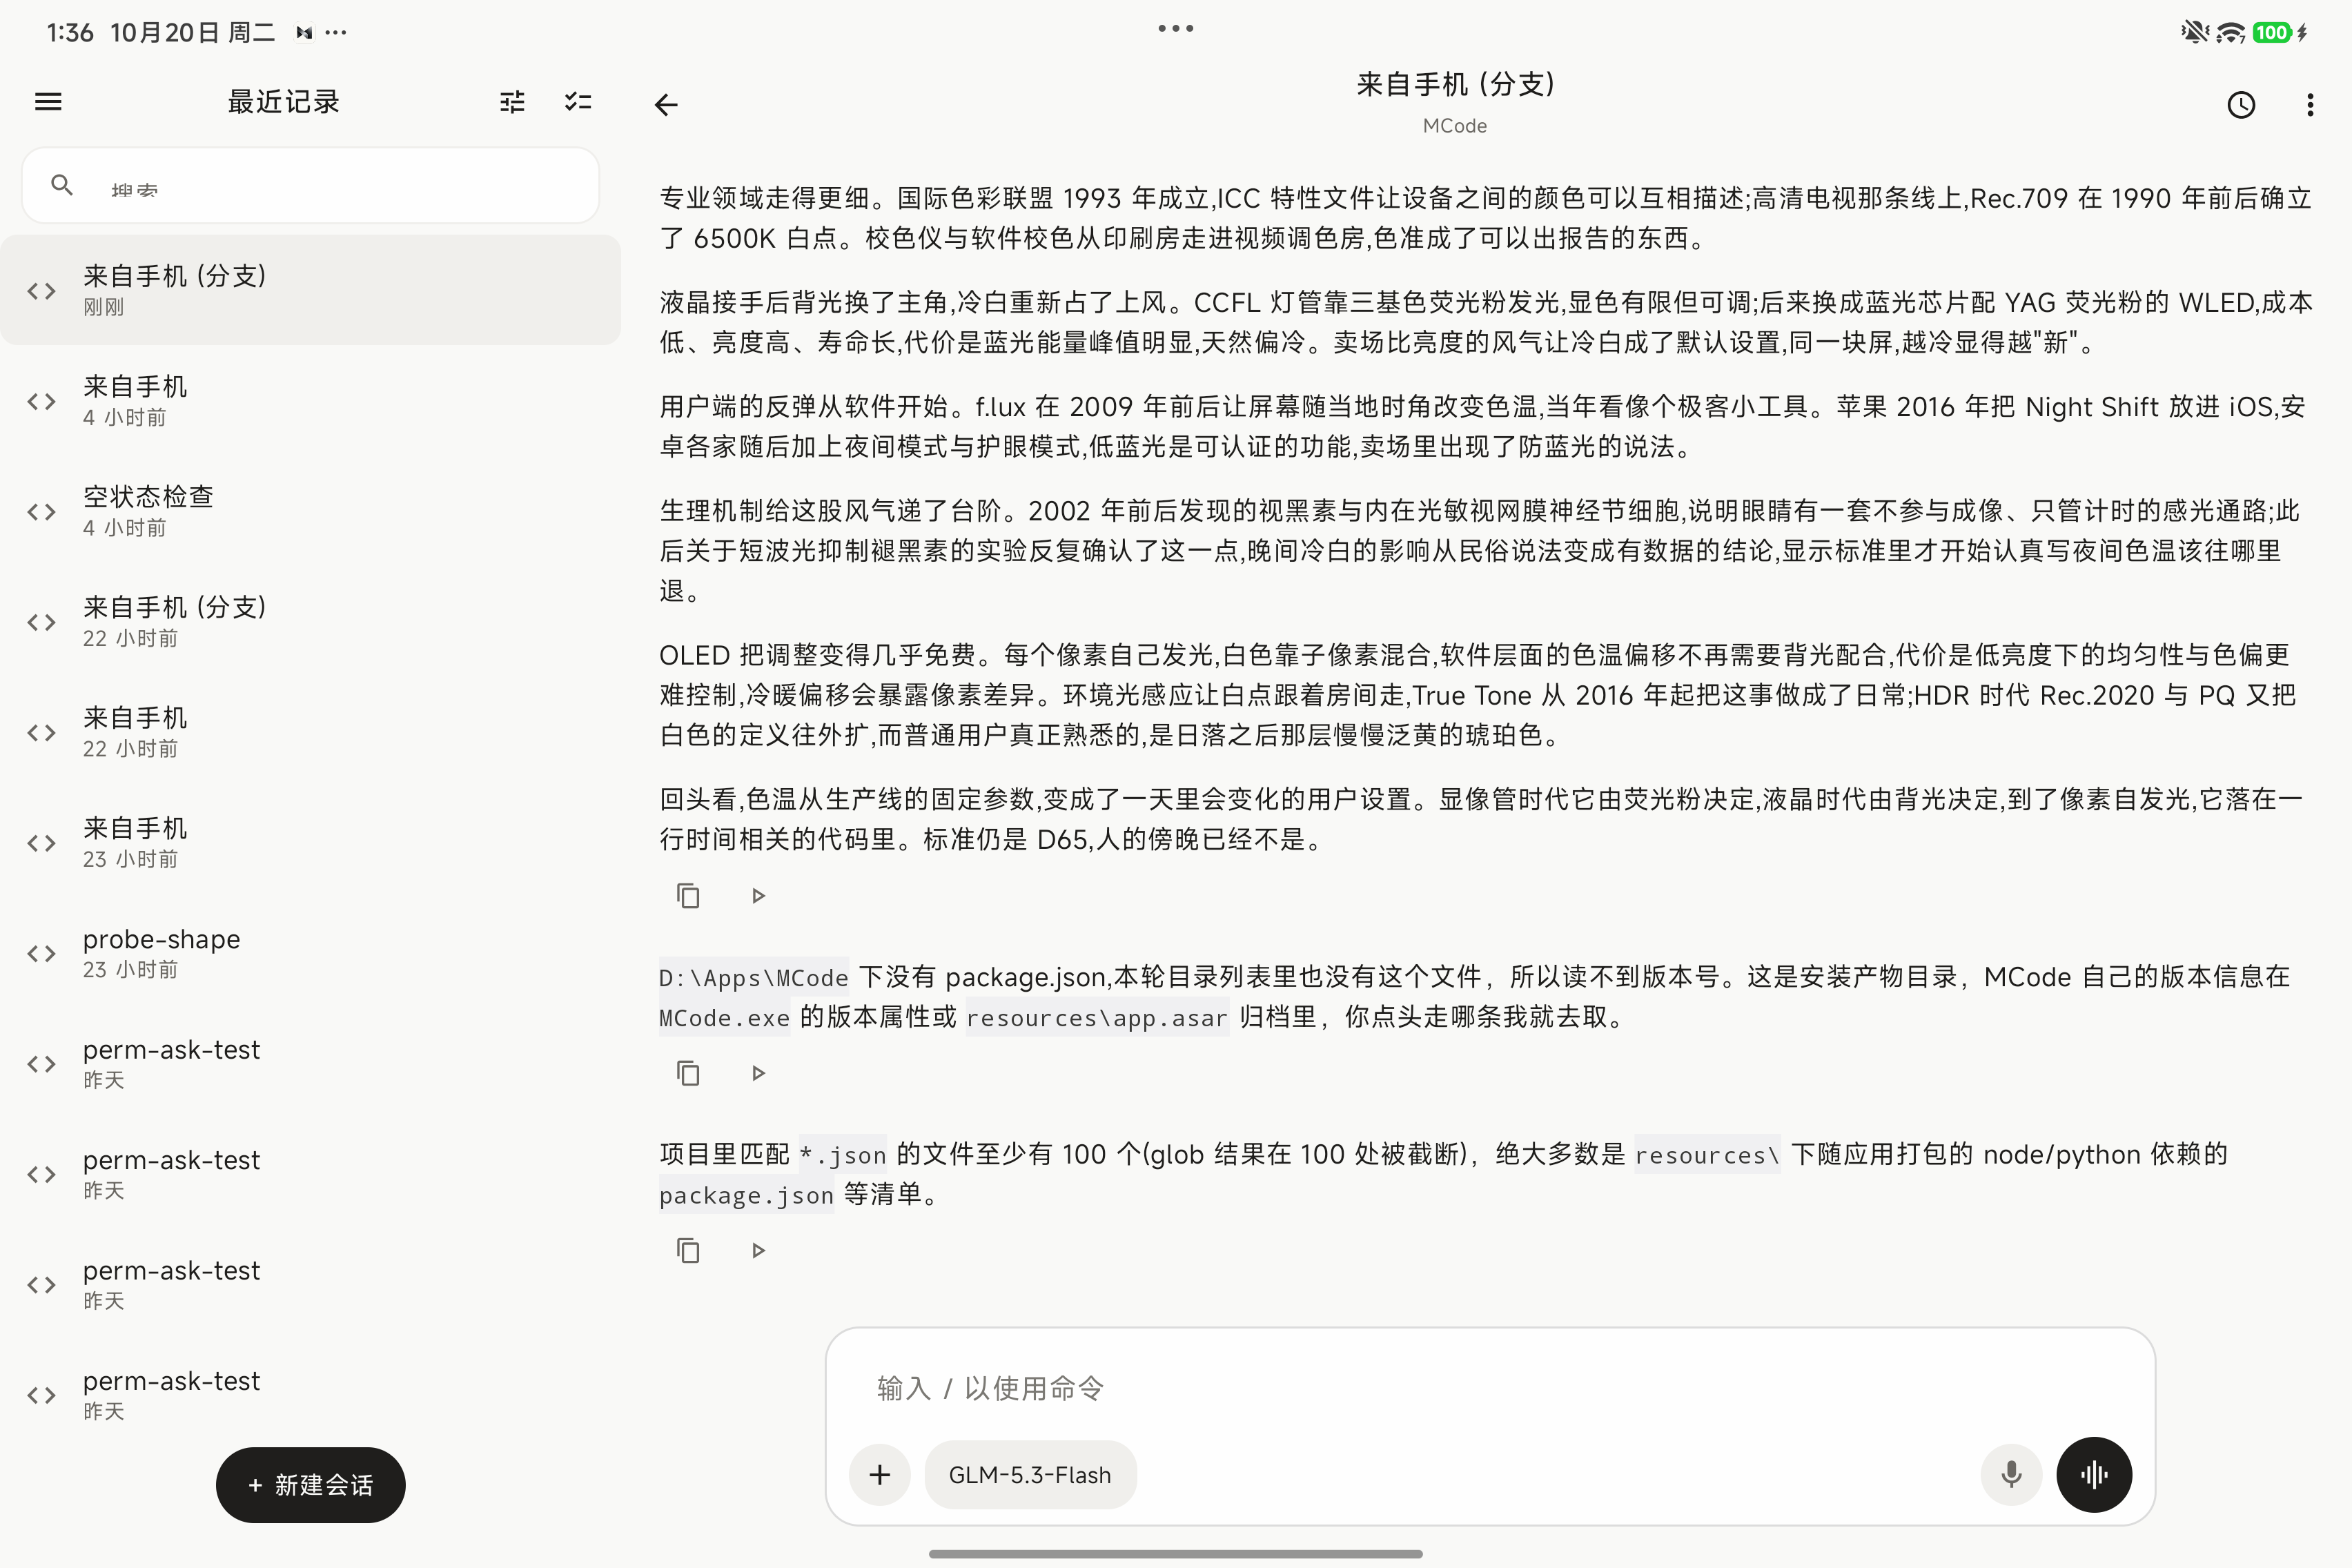 1:36 10月20日 周二
最近记录
搜索
来自手机 (分支)
刚刚
来自手机
4 小时前
空状态检查
4 小时前
来自手机 (分支)
22 小时前
来自手机
22 小时前
来自手机
23 小时前
probe-shape
23 小时前
perm-ask-test
昨天
perm-ask-test
昨天
perm-ask-test
昨天
perm-ask-test
昨天
+ 新建会话
100
来自手机 (分支)
MCode
专业领域走得更细。国际色彩联盟 1993 年成立,ICC 特性文件让设备之间的颜色可以互相描述;高清电视那条线上,Rec.709 在 1990 年前后确立
了 6500K 白点。校色仪与软件校色从印刷房走进视频调色房,色准成了可以出报告的东西。
液晶接手后背光换了主角,冷白重新占了上风。CCFL 灯管靠三基色荧光粉发光,显色有限但可调;后来换成蓝光芯片配 YAG 荧光粉的 WLED,成本
低、亮度高、寿命长,代价是蓝光能量峰值明显,天然偏冷。卖场比亮度的风气让冷白成了默认设置,同一块屏,越冷显得越"新"。
用户端的反弹从软件开始。f.lux 在 2009 年前后让屏幕随当地时角改变色温,当年看像个极客小工具。苹果 2016 年把 Night Shift 放进 iOS,安
卓各家随后加上夜间模式与护眼模式,低蓝光是可认证的功能,卖场里出现了防蓝光的说法。
生理机制给这股风气递了台阶。2002 年前后发现的视黑素与内在光敏视网膜神经节细胞,说明眼睛有一套不参与成像、只管计时的感光通路;此
后关于短波光抑制褪黑素的实验反复确认了这一点,晚间冷白的影响从民俗说法变成有数据的结论,显示标准里才开始认真写夜间色温该往哪里
退。
OLED 把调整变得几乎免费。每个像素自己发光,白色靠子像素混合,软件层面的色温偏移不再需要背光配合,代价是低亮度下的均匀性与色偏更
难控制,冷暖偏移会暴露像素差异。环境光感应让白点跟着房间走,True Tone 从 2016 年起把这事做成了日常;HDR 时代 Rec.2020 与 PQ 又把
白色的定义往外扩,而普通用户真正熟悉的,是日落之后那层慢慢泛黄的琥珀色。
回头看,色温从生产线的固定参数,变成了一天里会变化的用户设置。显像管时代它由荧光粉决定,液晶时代由背光决定,到了像素自发光,它落在一
行时间相关的代码里。标准仍是 D65,人的傍晚已经不是。
D:\Apps\MCode 下没有 package.json,本轮目录列表里也没有这个文件，所以读不到版本号。这是安装产物目录，MCode 自己的版本信息在
MCode.exe 的版本属性或 resources\app.asar 归档里，你点头走哪条我就去取。
项目里匹配 *.json 的文件至少有 100 个(glob 结果在 100 处被截断)，绝大多数是 resources\ 下随应用打包的 node/python 依赖的
package.json 等清单。
输入 / 以使用命令
GLM-5.3-Flash